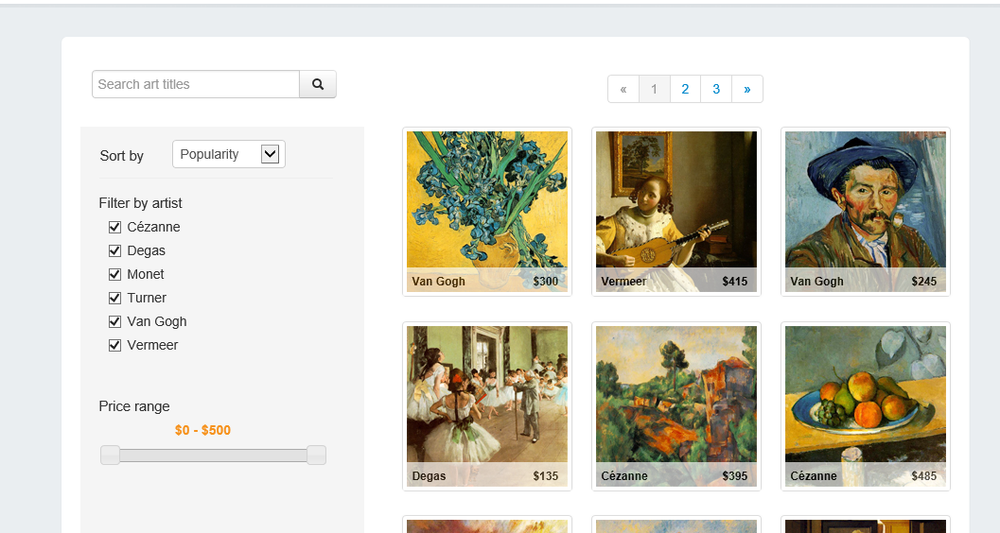 Search art titles
« 1 2 3 »
Sort by Popularity
Filter by artist
Cézanne
Degas
Monet
Turner
Van Gogh
Vermeer
Price range
$0 - $500
Van Gogh $300
Vermeer $415
Van Gogh $245
Degas $135
Cézanne $395
Cézanne $485